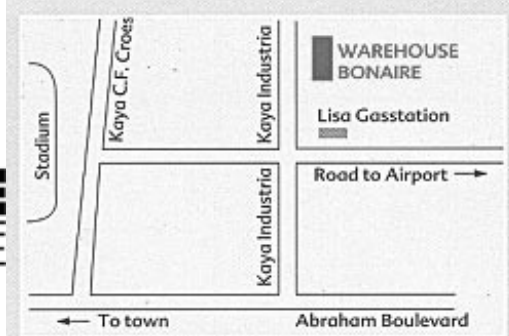 Stadium
Kaya C.F. Croes
Kaya Industria
WAREHOUSE
BONAIRE
Lisa Gasstation
Road to Airport
Kaya Industria
To town
Abraham Boulevard